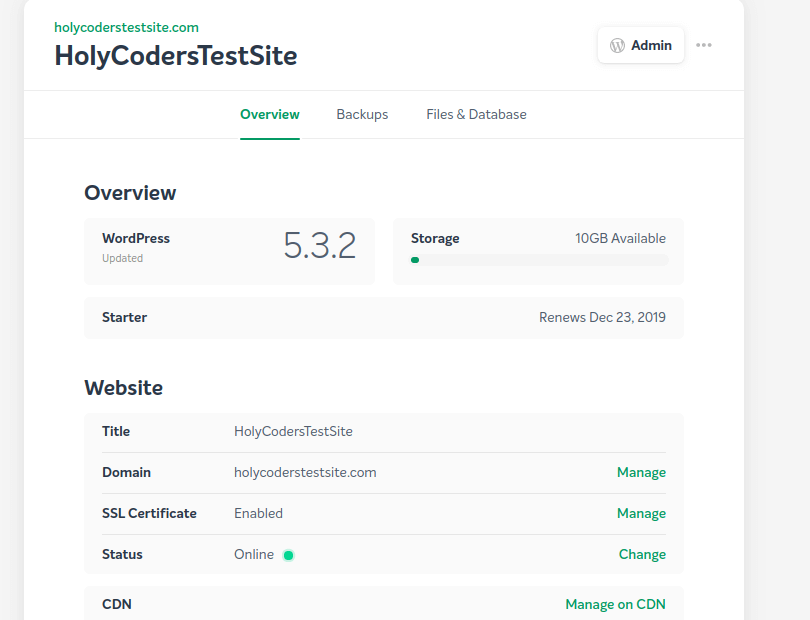 holycoderstestsite.com
HolyCodersTestSite
Admin
Overview Backups Files & Database
Overview
WordPress 5.3.2
Updated
Storage 10GB Available
Starter Renews Dec 23, 2019
Website
Title HolyCodersTestSite
Domain holycoderstestsite.com Manage
SSL Certificate Enabled Manage
Status Online Change
CDN Manage on CDN